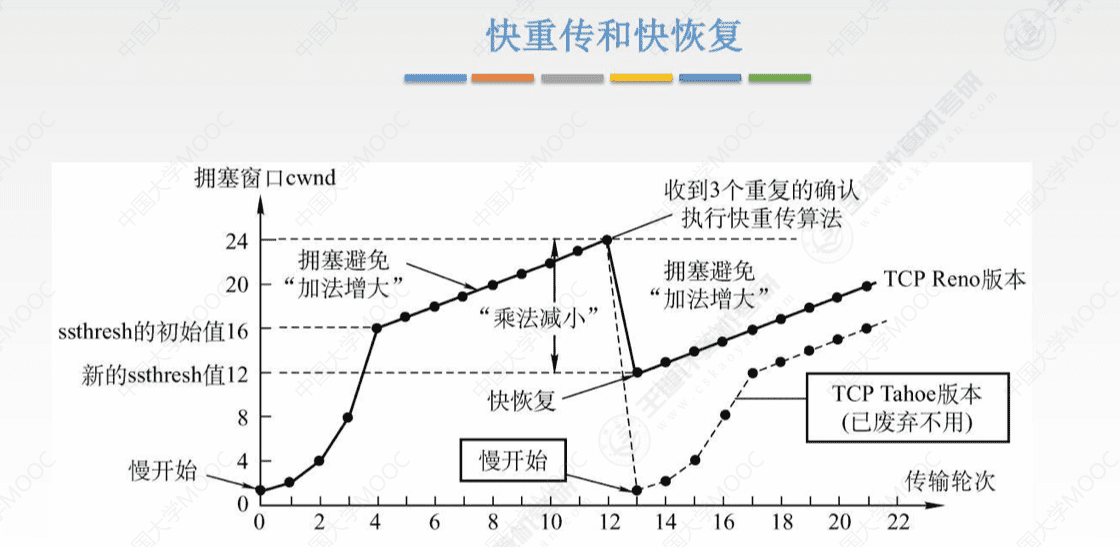 快重传和快恢复
拥塞窗口cwnd
收到3个重复的确认
执行快重传算法
24
拥塞避免
“加法增大”
拥塞避免
“加法增大”
TCP Reno版本
20
“乘法减小”
ssthresh的初始值16
新的ssthresh值12
快恢复
TCP Tahoe版本
(已废弃不用)
8
慢开始
4
慢开始
传输轮次
0
0 2 4 6 8 10 12 14 16 18 20 22
中国大学MOOC
王道计算机考研